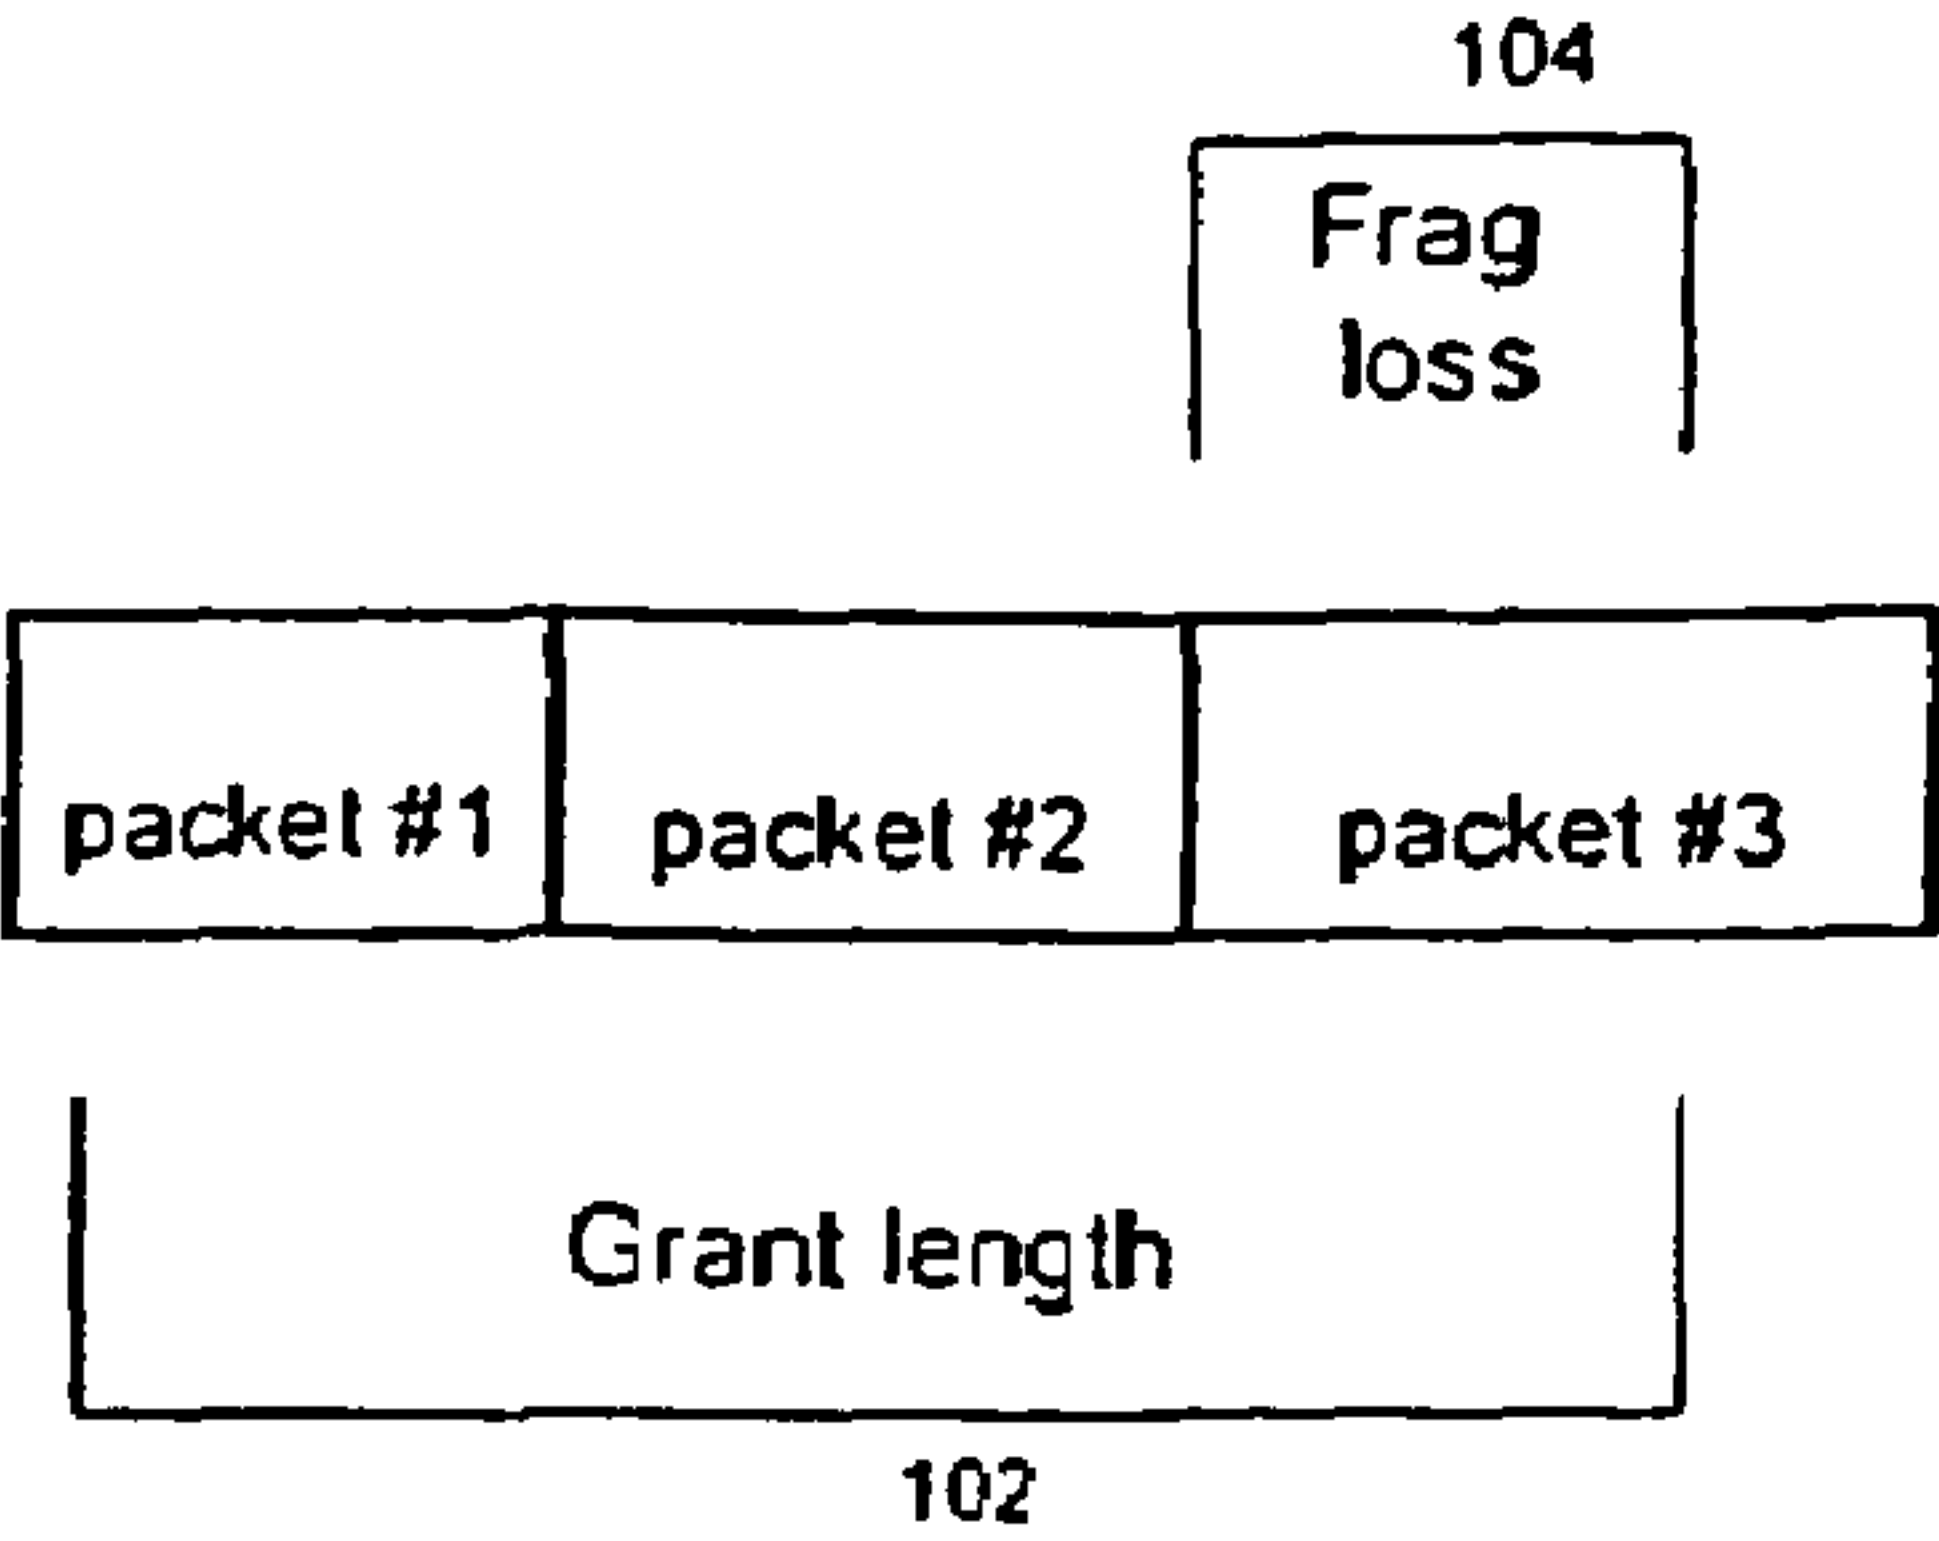 104
Frag
loss
packet #1
packet #2
packet #3
Grant length
102